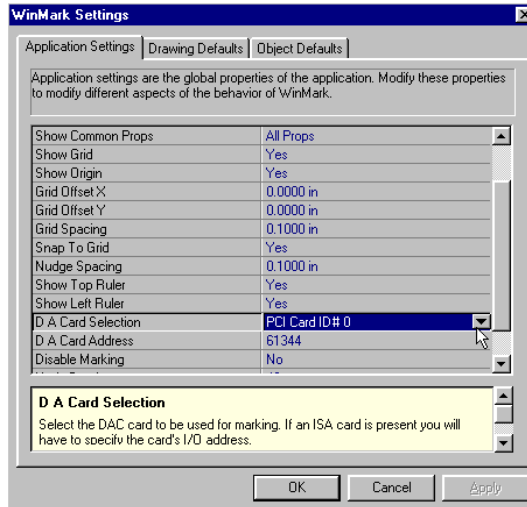 WinMark Settings
Application Settings Drawing Defaults Object Defaults
Application settings are the global properties of the application. Modify these properties
to modify different aspects of the behavior of WinMark.
Show Common Props All Props
Show Grid Yes
Show Origin Yes
Grid Offset X 0.0000 in
Grid Offset Y 0.0000 in
Grid Spacing 0.1000 in
Snap To Grid Yes
Nudge Spacing 0.1000 in
Show Top Ruler Yes
Show Left Ruler Yes
D A Card Selection PCI Card ID# 0
D A Card Address 61344
Disable Marking No
D A Card Selection
Select the DAC card to be used for marking. If an ISA card is present you will
have to specify the card's I/O address.
OK Cancel Apply